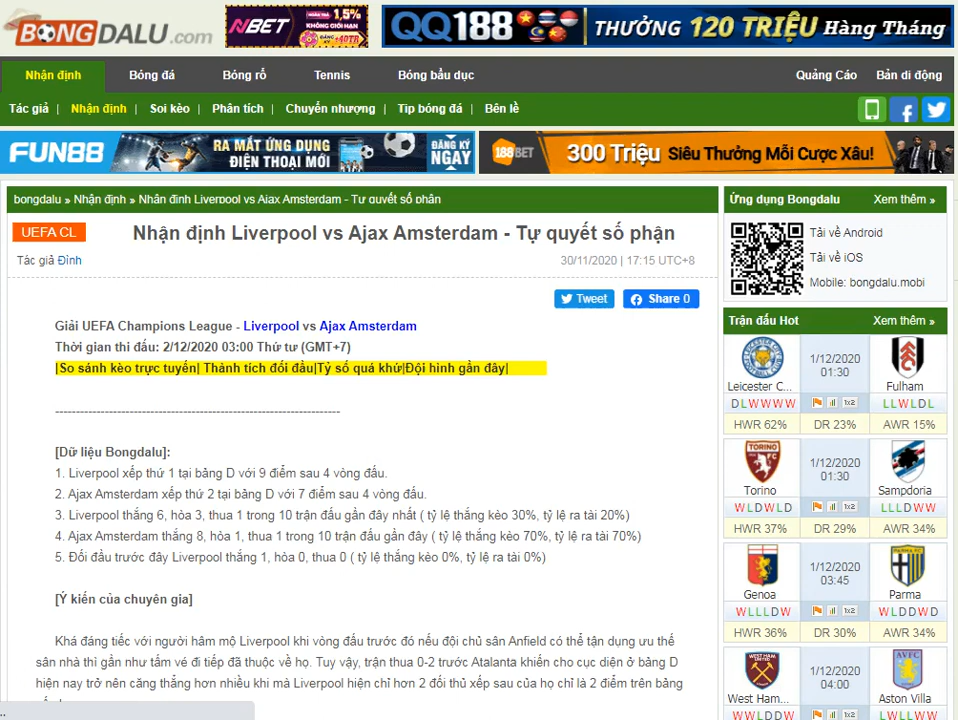 BONGDALU.com
NBET HOÀN TRẢ 1,5%
QQ188 THƯỞNG 120 TRIỆU Hàng Tháng
Nhận định Bóng đá Bóng rổ Tennis Bóng bầu dục Quảng Cáo Bản di động
Tác giả | Nhận định | Soi kèo | Phân tích | Chuyển nhượng | Tip bóng đá | Bên lề
FUN88 RA MẮT ỨNG DỤNG ĐIỆN THOẠI MỚI ĐĂNG KÝ NGAY
188BET 300 Triệu Siêu Thưởng Mỗi Cược Xâu!
bongdalu » Nhận định » Nhân đinh Liverpool vs Ajax Amsterdam - Tư quyết số phân
UEFA CL Nhận định Liverpool vs Ajax Amsterdam - Tự quyết số phận
Tác giả Đình 30/11/2020 | 17:15 UTC+8
Tweet Share 0
Giải UEFA Champions League - Liverpool vs Ajax Amsterdam
Thời gian thi đấu: 2/12/2020 03:00 Thứ tư (GMT+7)
|So sánh kèo trực tuyến| Thành tích đối đầu|Tỷ số quá khứ|Đội hình gần đây|
------------------------------------------------------------------
[Dữ liệu Bongdalu]:
1. Liverpool xếp thứ 1 tại bảng D với 9 điểm sau 4 vòng đấu.
2. Ajax Amsterdam xếp thứ 2 tại bảng D với 7 điểm sau 4 vòng đấu.
3. Liverpool thắng 6, hòa 3, thua 1 trong 10 trận đấu gần đây nhất ( tỷ lệ thắng kèo 30%, tỷ lệ ra tài 20%)
4. Ajax Amsterdam thắng 8, hòa 1, thua 1 trong 10 trận đấu gần đây ( tỷ lệ thắng kèo 70%, tỷ lệ ra tài 70%)
5. Đối đầu trước đây Liverpool thắng 1, hòa 0, thua 0 ( tỷ lệ thắng kèo 0%, tỷ lệ ra tài 0%)
[Ý kiến của chuyên gia]
Khá đáng tiếc với người hâm mộ Liverpool khi vòng đấu trước đó nếu đội chủ sân Anfield có thể tận dụng ưu thế
sân nhà thì gần như tấm vé đi tiếp đã thuộc về họ. Tuy vậy, trận thua 0-2 trước Atalanta khiến cho cục diện ở bảng D
hiện nay trở nên căng thẳng hơn nhiều khi mà Liverpool hiện chỉ hơn 2 đối thủ xếp sau của họ chỉ là 2 điểm trên bảng
Ứng dụng Bongdalu Xem thêm »
Tải về Android
Tải về iOS
Mobile: bongdalu.mobi
Trận đấu Hot Xem thêm »
1/12/2020
01:30
Leicester C... Fulham
DLWWWW 1x2 LLWLDL
HWR 62% DR 23% AWR 15%
1/12/2020
01:30
Torino Sampdoria
WLDWLD 1x2 LLLDWW
HWR 37% DR 29% AWR 34%
1/12/2020
03:45
Genoa Parma
WLLLDW 1x2 WLDDWD
HWR 36% DR 30% AWR 34%
1/12/2020
04:00
West Ham... Aston Villa
WWLDDW 1x2 LWLLWW